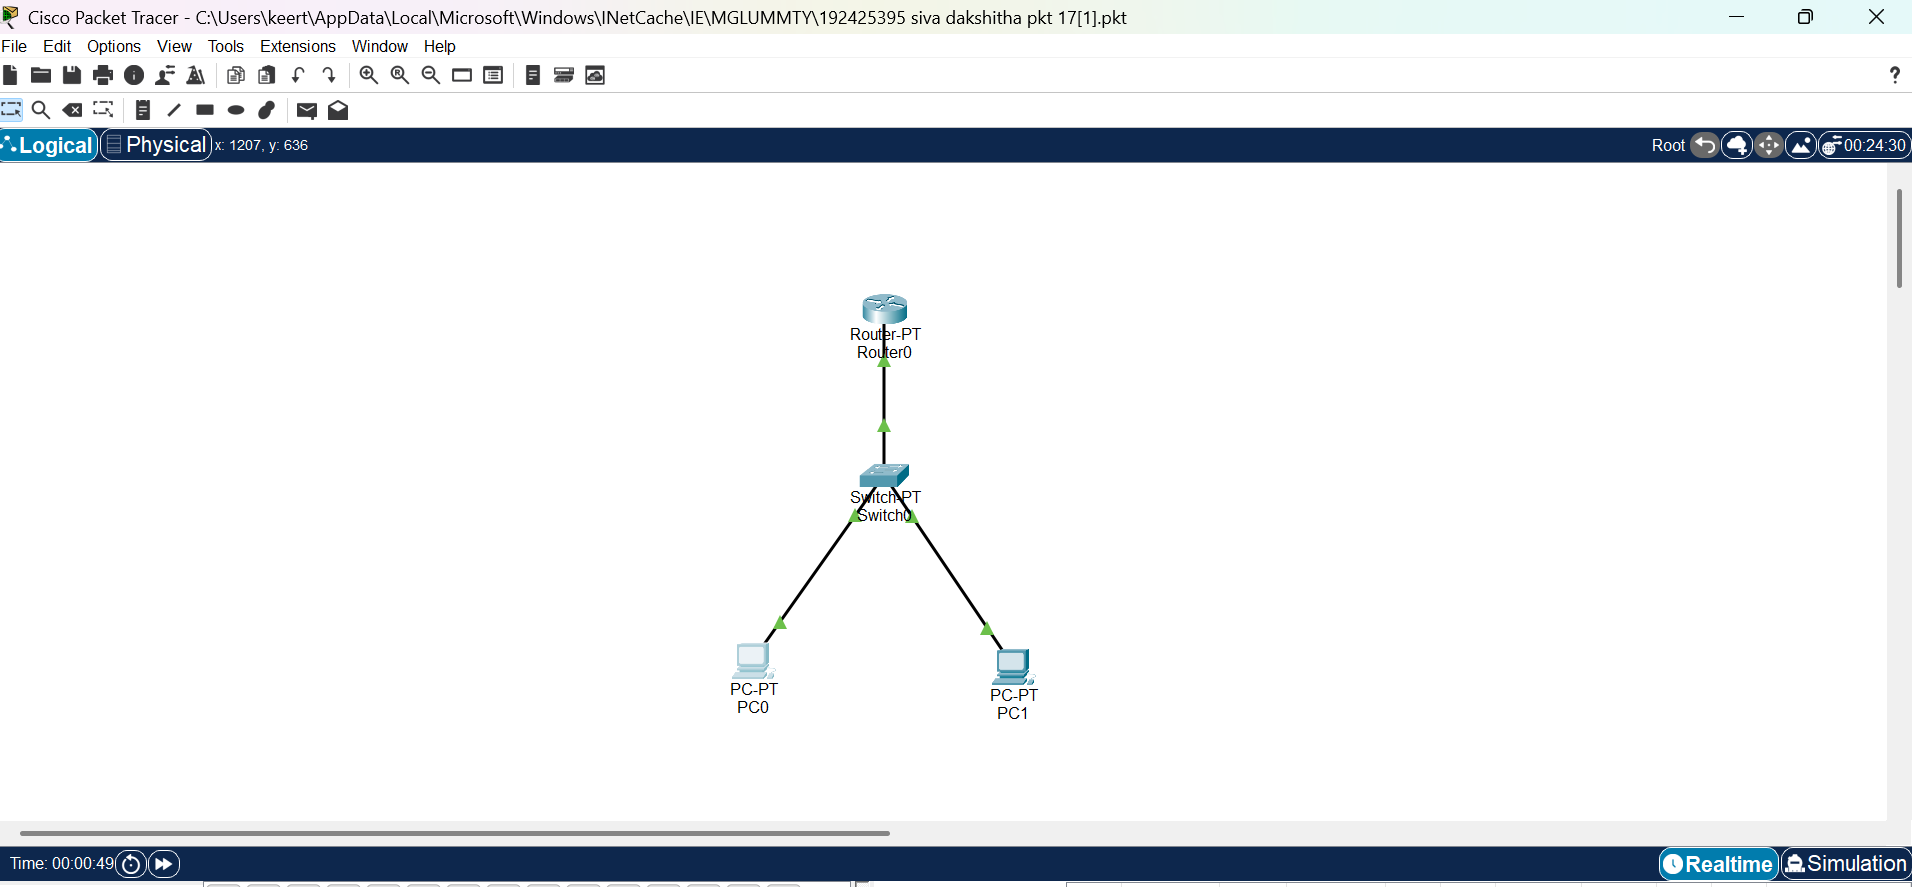 Cisco Packet Tracer - C:\Users\keert\AppData\Local\Microsoft\Windows\INetCache\IE\MGLUMMTY\192425395 siva dakshitha pkt 17[1].pkt
File Edit Options View Tools Extensions Window Help
?
Logical Physical x: 1207, y: 636 Root 00:24:30
Router-PT
Router0
Switch-PT
Switch0
PC-PT
PC0
PC-PT
PC1
Time: 00:00:49 Realtime Simulation